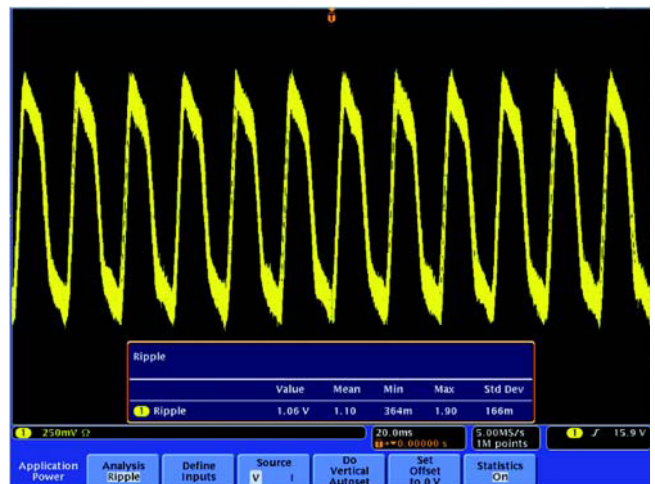 Ripple
Value Mean Min Max Std Dev
1 Ripple 1.06 V 1.10 364m 1.90 166m
1 250mV Ω
20.0ms
0.00000 s
5.00MS/s
1M points
1 15.9 V
Application
Power
Analysis
Ripple
Define
Inputs
Source
V I
Do
Vertical
Autoset
Set
Offset
to 0 V
Statistics
On